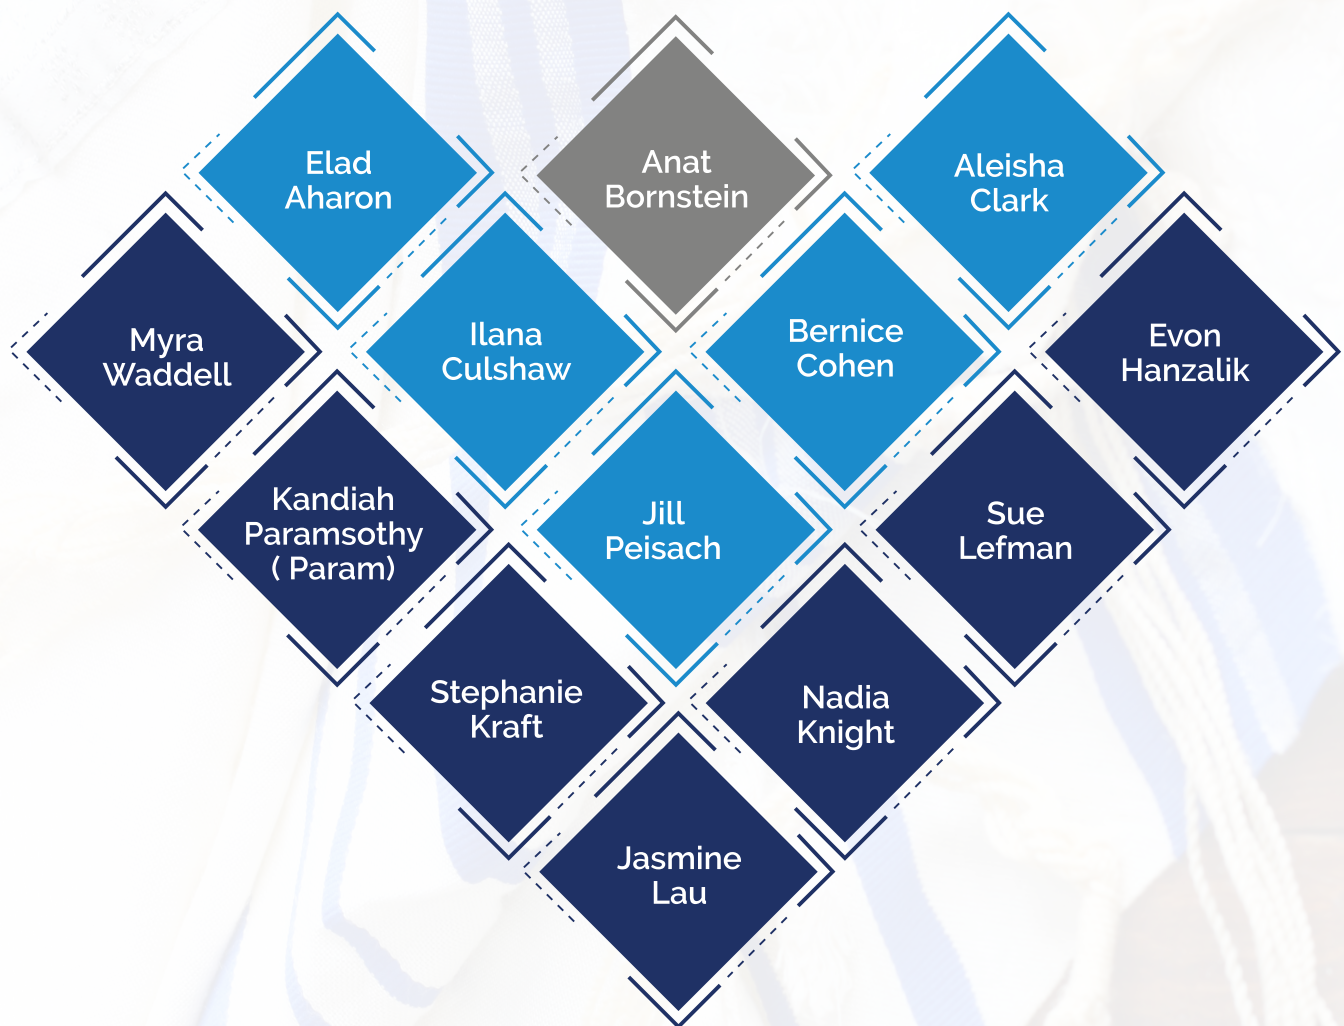 Elad
Aharon
Anat
Bornstein
Aleisha
Clark
Myra
Waddell
Ilana
Culshaw
Bernice
Cohen
Evon
Hanzalik
Kandiah
Paramsothy
( Param)
Jill
Peisach
Sue
Lefman
Stephanie
Kraft
Nadia
Knight
Jasmine
Lau